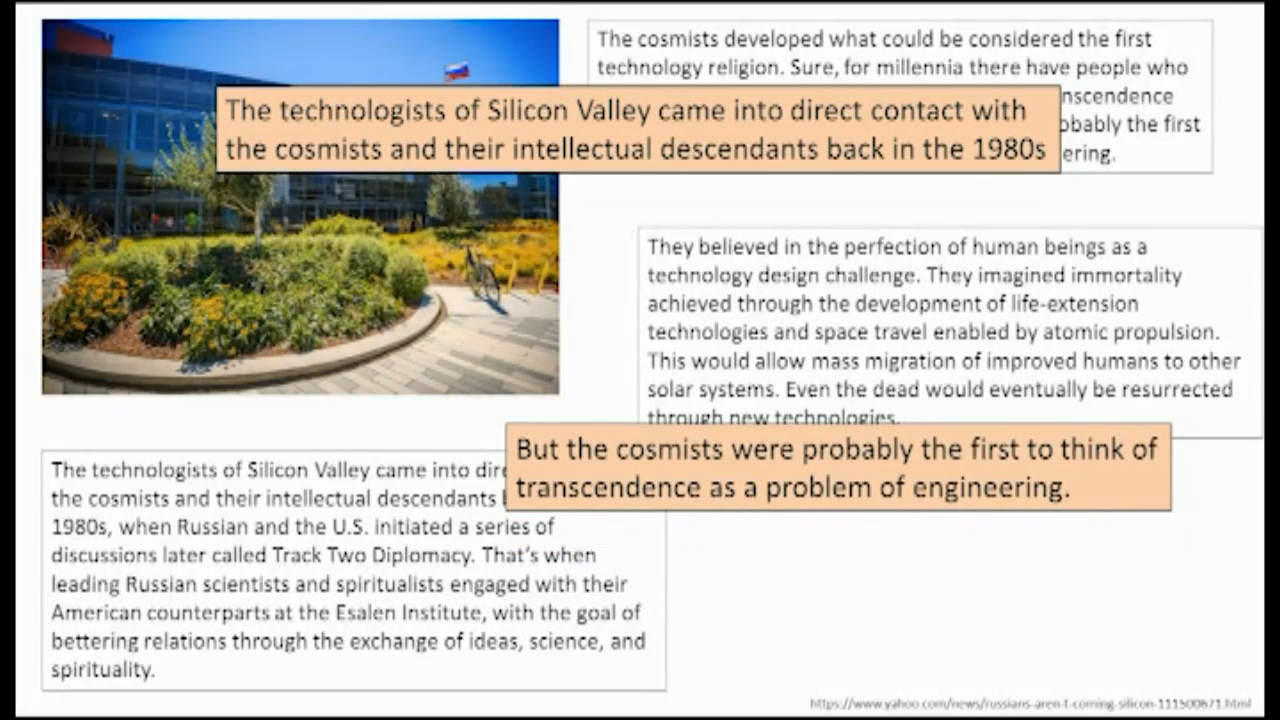 The cosmists developed what could be considered the first
technology religion. Sure, for millennia there have people who
nscendence
obably the first
ering.
The technologists of Silicon Valley came into direct contact with
the cosmists and their intellectual descendants back in the 1980s
They believed in the perfection of human beings as a
technology design challenge. They imagined immortality
achieved through the development of life-extension
technologies and space travel enabled by atomic propulsion.
This would allow mass migration of improved humans to other
solar systems. Even the dead would eventually be resurrected
through new technologies.
But the cosmists were probably the first to think of
transcendence as a problem of engineering.
The technologists of Silicon Valley came into dire
the cosmists and their intellectual descendants
1980s, when Russian and the U.S. initiated a series of
discussions later called Track Two Diplomacy. That's when
leading Russian scientists and spiritualists engaged with their
American counterparts at the Esalen Institute, with the goal of
bettering relations through the exchange of ideas, science, and
spirituality.
https://www.yahoo.com/news/russians-aren-t-coming-silicon-111500671.html